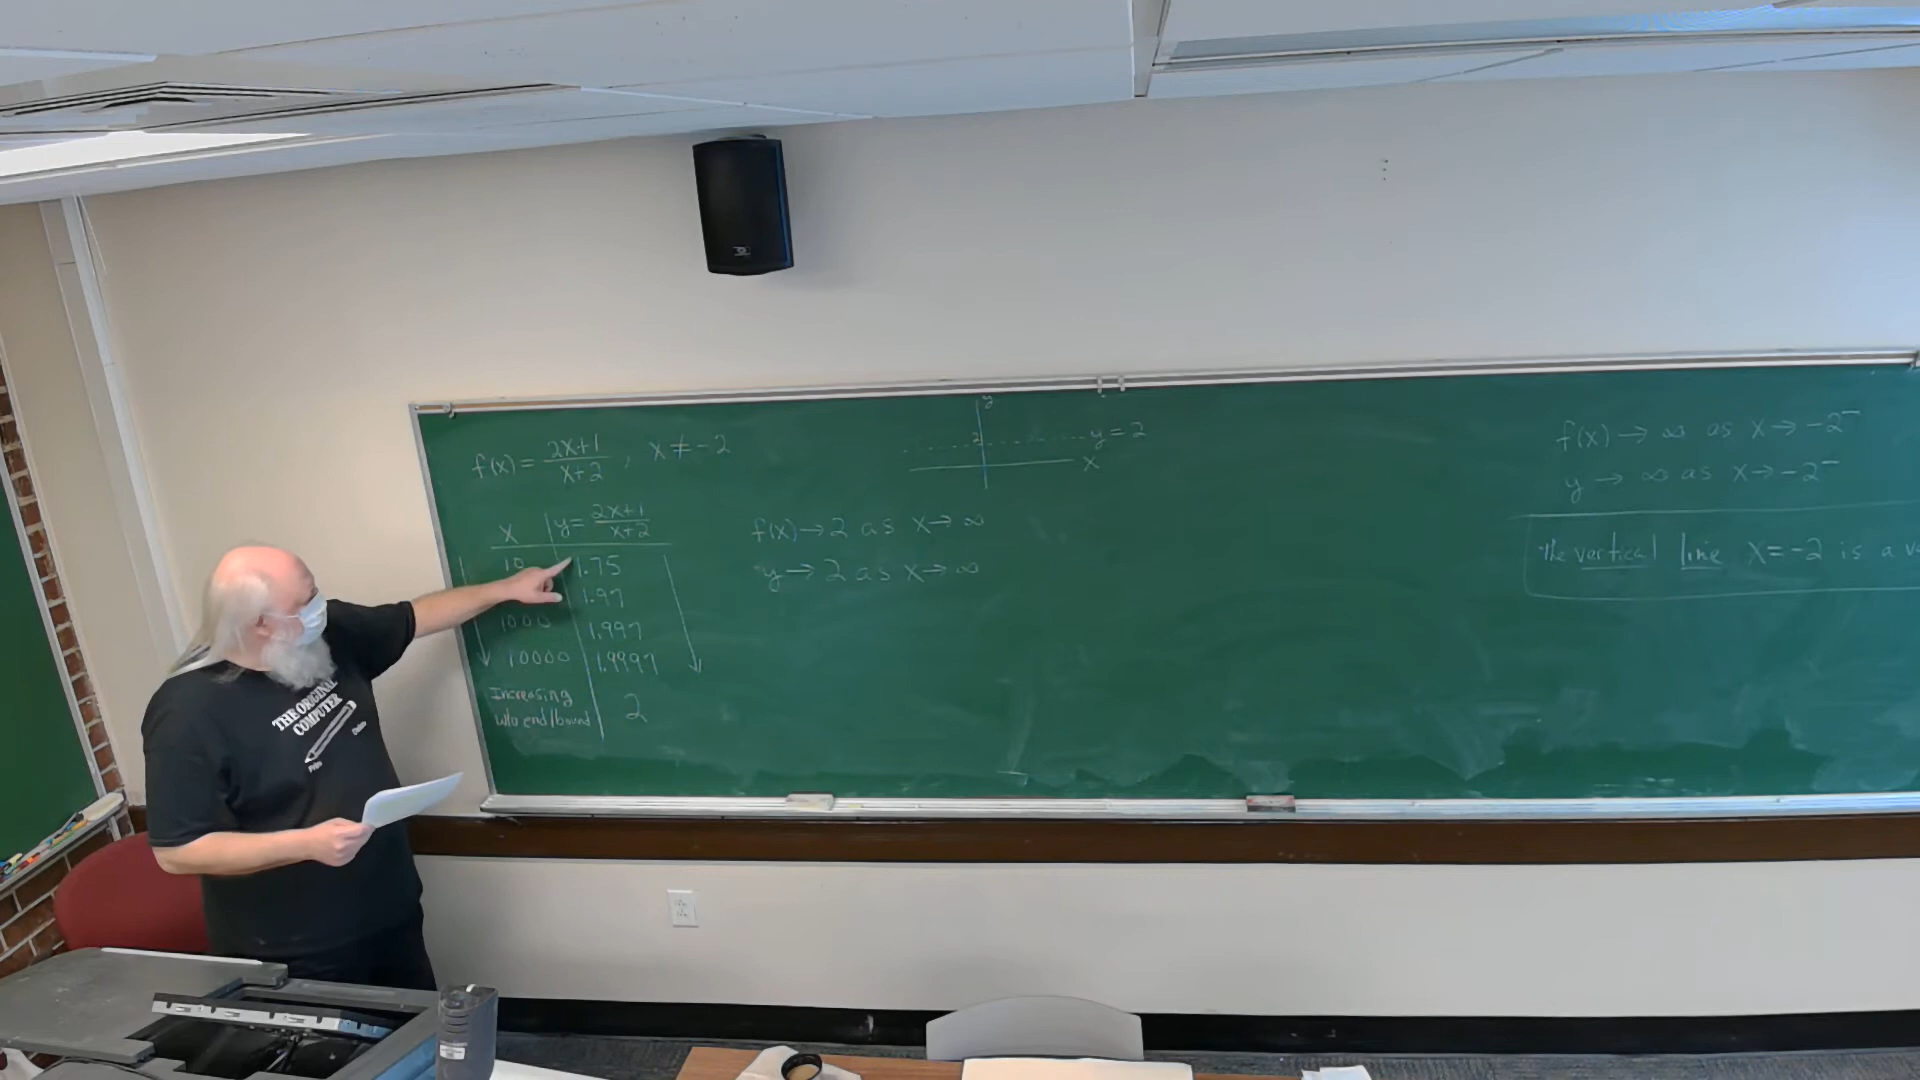 f(x) = 2x+1 / x+2 , x ≠ -2
x | y = 2x+1 / x+2
10 | 1.75
1.97
1000 | 1.997
10000 | 1.9997
Increasing w/o end/bound | 2
y
2
y = 2
x
f(x) → 2 as x → ∞
y → 2 as x → ∞
f(x) → ∞ as x → -2⁻
y → ∞ as x → -2⁻
the vertical line x = -2 is a
THE ORIGINAL
COMPUTER